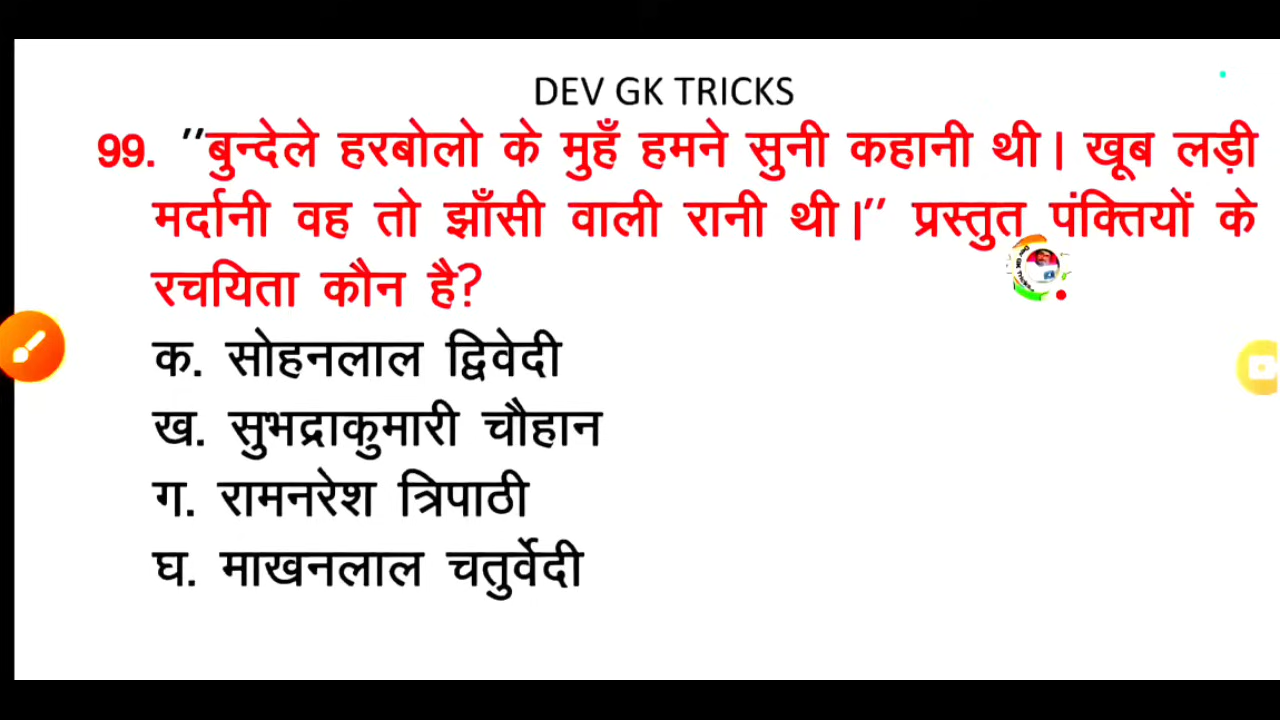 DEV GK TRICKS
99. ''बुन्देले हरबोलो के मुहँ हमने सुनी कहानी थी। खूब लड़ी
मर्दानी वह तो झाँसी वाली रानी थी।'' प्रस्तुत पंक्तियों के
रचयिता कौन है?
क. सोहनलाल द्विवेदी
ख. सुभद्राकुमारी चौहान
ग. रामनरेश त्रिपाठी
घ. माखनलाल चतुर्वेदी